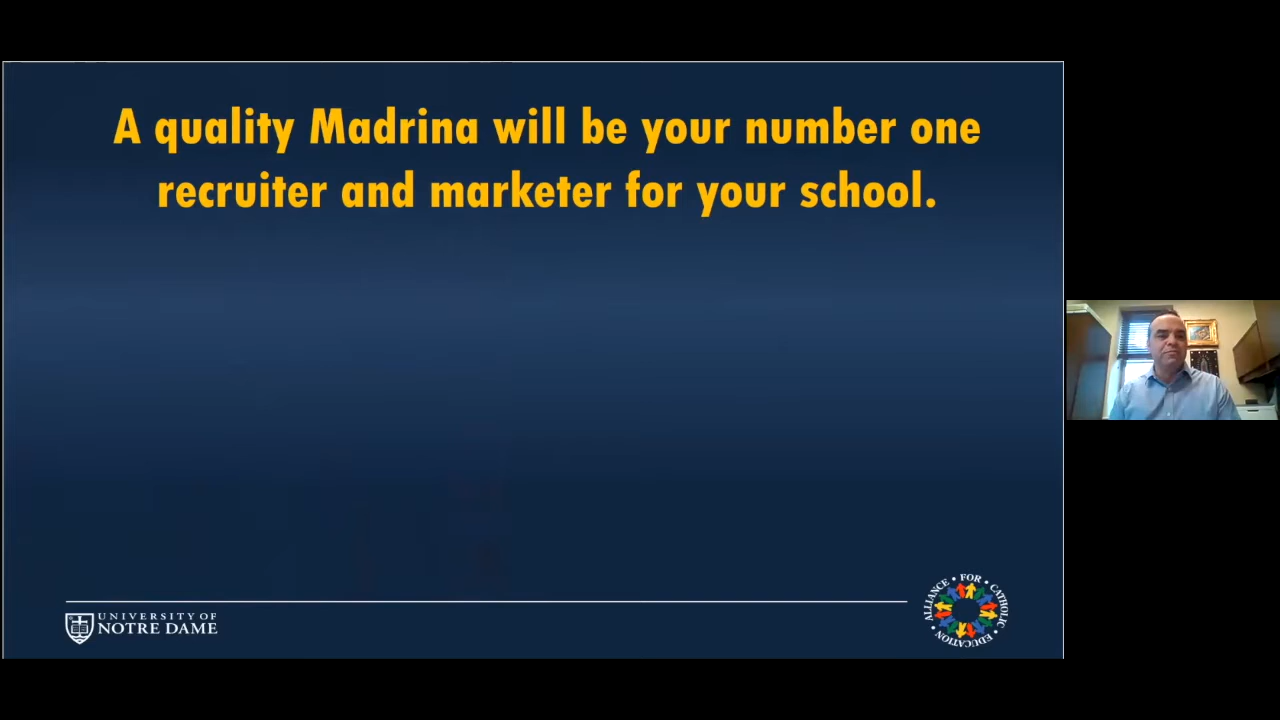 A quality Madrina will be your number one
recruiter and marketer for your school.
UNIVERSITY OF
NOTRE DAME
ALLIANCE • FOR • CATHOLIC • EDUCATION •